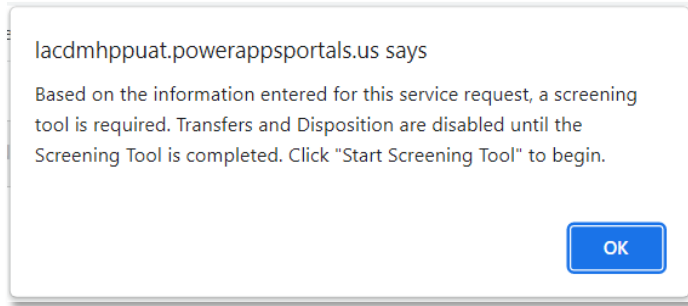 lacdmhppuat.powerappsportals.us says
Based on the information entered for this service request, a screening
tool is required. Transfers and Disposition are disabled until the
Screening Tool is completed. Click "Start Screening Tool" to begin.
OK